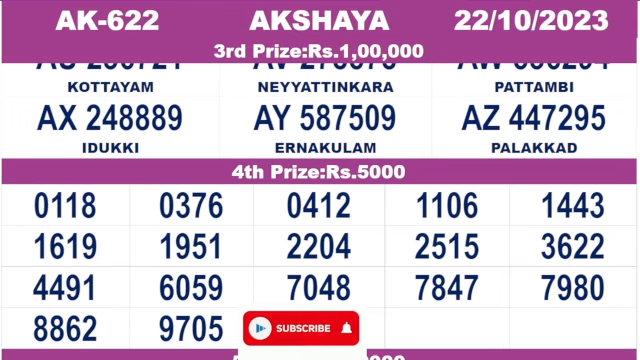 AK-622 AKSHAYA 22/10/2023
3rd Prize:Rs.1,00,000
KOTTAYAM NEYYATTINKARA PATTAMBI
AX 248889 AY 587509 AZ 447295
IDUKKI ERNAKULAM PALAKKAD
4th Prize:Rs.5000
0118 0376 0412 1106 1443
1619 1951 2204 2515 3622
4491 6059 7048 7847 7980
8862 9705 SUBSCRIBE